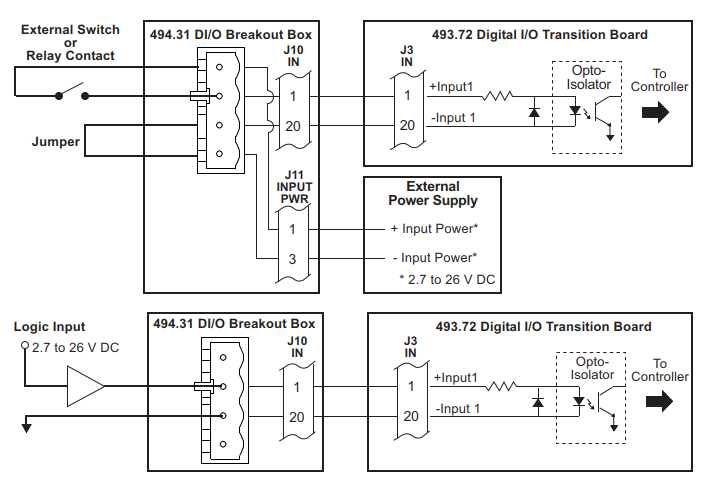 External Switch
or
Relay Contact
Jumper
494.31 DI/O Breakout Box
J10
IN
1
20
J11
INPUT
PWR
1
3
493.72 Digital I/O Transition Board
J3
IN
1
20
+Input1
-Input 1
Opto-
Isolator
To
Controller
External
Power Supply
+ Input Power*
- Input Power*
* 2.7 to 26 V DC
Logic Input
2.7 to 26 V DC
494.31 DI/O Breakout Box
J10
IN
1
20
493.72 Digital I/O Transition Board
J3
IN
1
20
+Input1
-Input 1
Opto-
Isolator
To
Controller